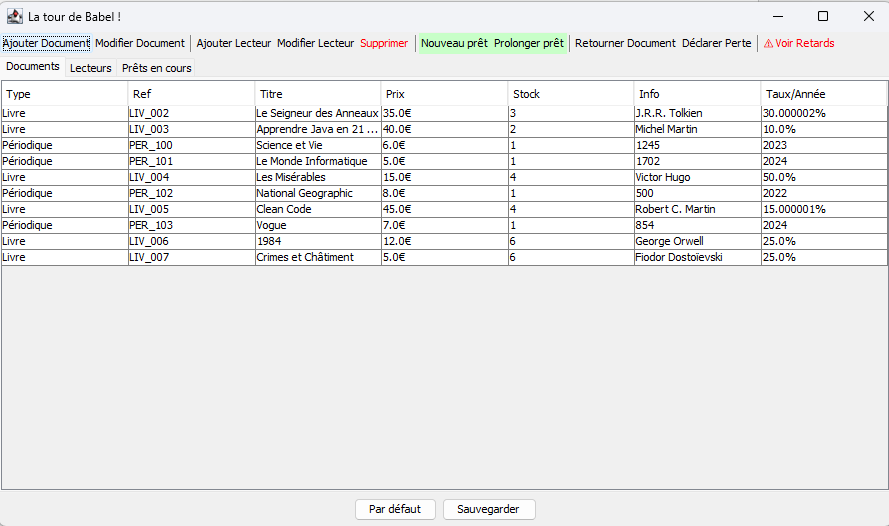 La tour de Babel !
Ajouter Document Modifier Document Ajouter Lecteur Modifier Lecteur Supprimer Nouveau prêt Prolonger prêt Retourner Document Déclarer Perte ⚠ Voir Retards
Documents Lecteurs Prêts en cours
Type Ref Titre Prix Stock Info Taux/Année
Livre LIV_002 Le Seigneur des Anneaux 35.0€ 3 J.R.R. Tolkien 30.000002%
Livre LIV_003 Apprendre Java en 21 ... 40.0€ 2 Michel Martin 10.0%
Périodique PER_100 Science et Vie 6.0€ 1 1245 2023
Périodique PER_101 Le Monde Informatique 5.0€ 1 1702 2024
Livre LIV_004 Les Misérables 15.0€ 4 Victor Hugo 50.0%
Périodique PER_102 National Geographic 8.0€ 1 500 2022
Livre LIV_005 Clean Code 45.0€ 4 Robert C. Martin 15.000001%
Périodique PER_103 Vogue 7.0€ 1 854 2024
Livre LIV_006 1984 12.0€ 6 George Orwell 25.0%
Livre LIV_007 Crimes et Châtiment 5.0€ 6 Fiodor Dostoïevski 25.0%
Par défaut Sauvegarder